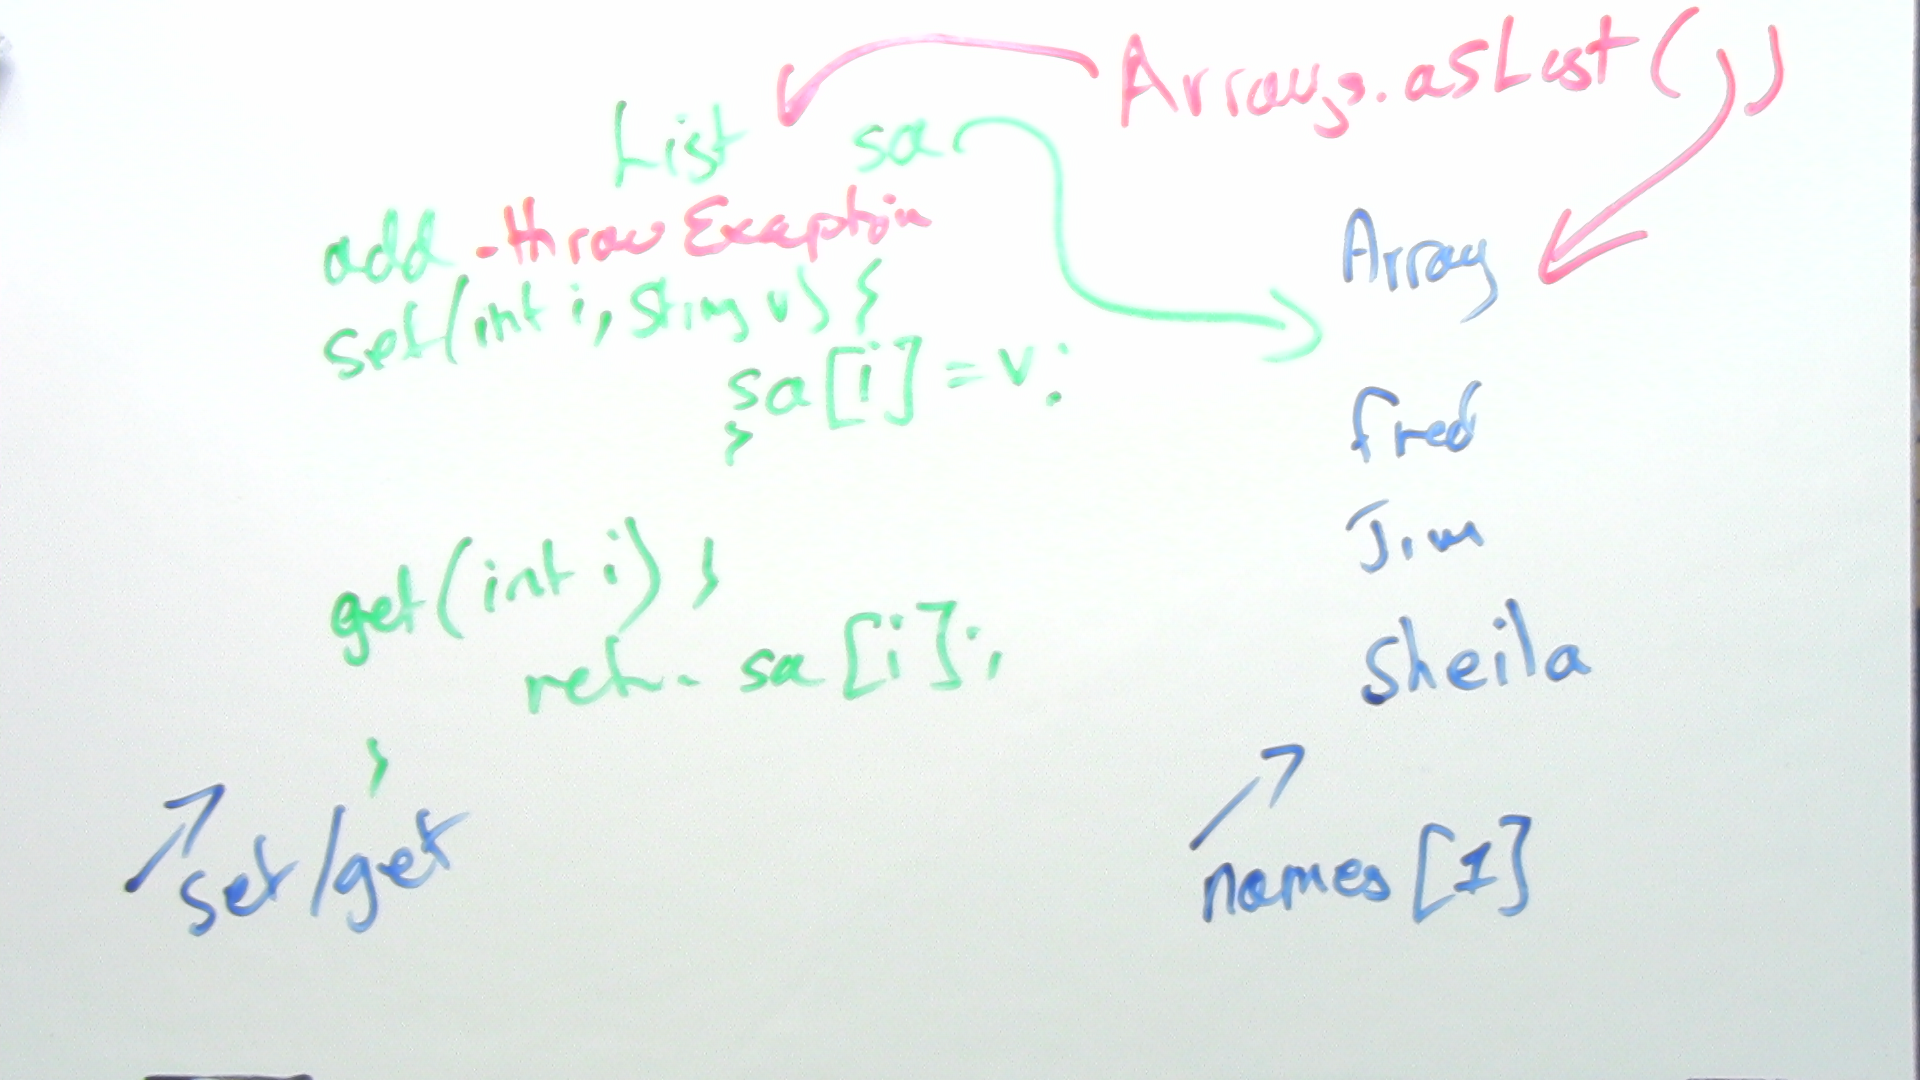 Arrays.asList( , )
List sa
add - throw Exception
set(int i, String v) {
sa[i] = v;
}
get(int i) {
retn. sa[i];
}
set/get
Array
Fred
Jim
Sheila
names[1]